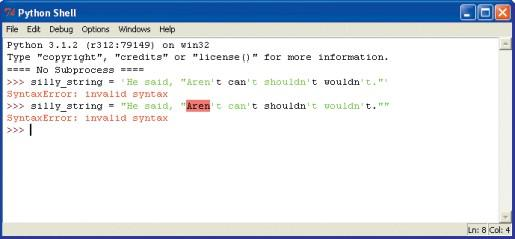 Python Shell
File Edit Debug Options Windows Help
Python 3.1.2 (r312:79149) on win32
Type "copyright", "credits" or "license()" for more information.
==== No Subprocess ====
>>> silly_string = 'He said, "Aren't can't shouldn't wouldn't."'
SyntaxError: invalid syntax
>>> silly_string = "He said, "Aren't can't shouldn't wouldn't.""
SyntaxError: invalid syntax
>>>
Ln: 8 Col: 4